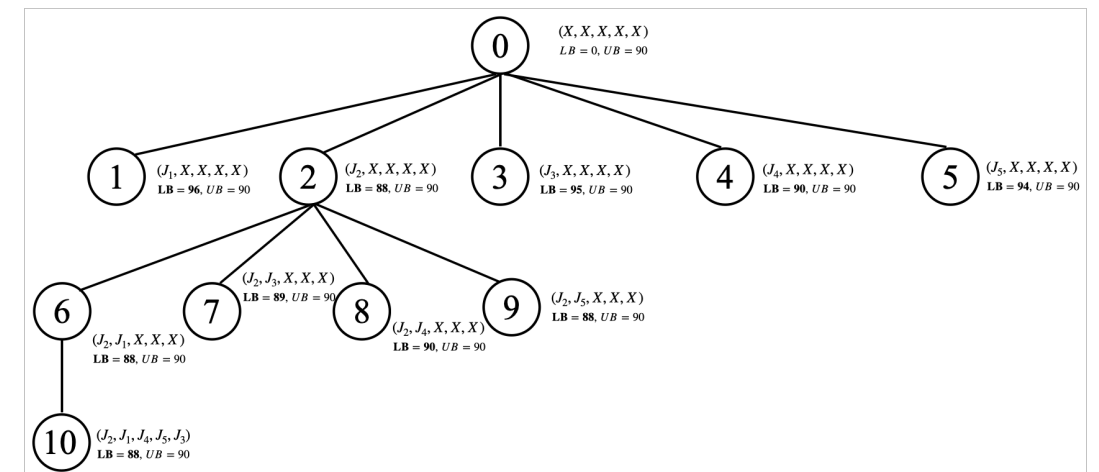 0
(X, X, X, X, X)
LB = 0, UB = 90
1
(J₁, X, X, X, X)
LB = 96, UB = 90
2
(J₂, X, X, X, X)
LB = 88, UB = 90
3
(J₃, X, X, X, X)
LB = 95, UB = 90
4
(J₄, X, X, X, X)
LB = 90, UB = 90
5
(J₅, X, X, X, X)
LB = 94, UB = 90
6
(J₂, J₁, X, X, X)
LB = 88, UB = 90
7
(J₂, J₃, X, X, X)
LB = 89, UB = 90
8
(J₂, J₄, X, X, X)
LB = 90, UB = 90
9
(J₂, J₅, X, X, X)
LB = 88, UB = 90
10
(J₂, J₁, J₄, J₅, J₃)
LB = 88, UB = 90